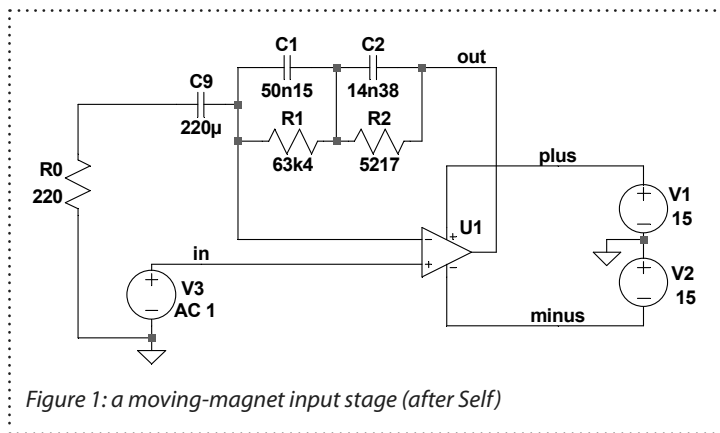 C1
C2
out
C9
50n15
14n38
220µ
R1
R2
63k4
5217
R0
220
plus
V1
15
U1
in
V3
AC 1
V2
15
minus
Figure 1: a moving-magnet input stage (after Self)